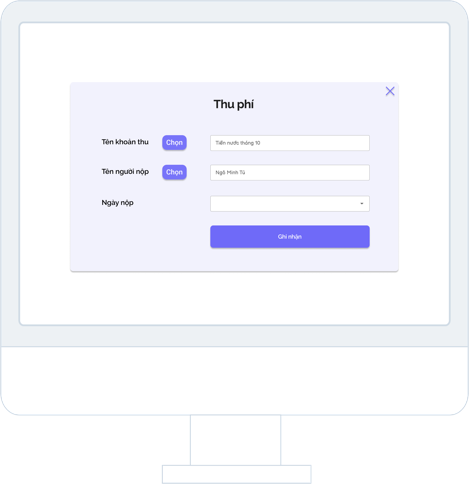 Thu phí
Tên khoản thu Chọn Tiền nước tháng 10
Tên người nộp Chọn Ngô Minh Tú
Ngày nộp
Ghi nhận